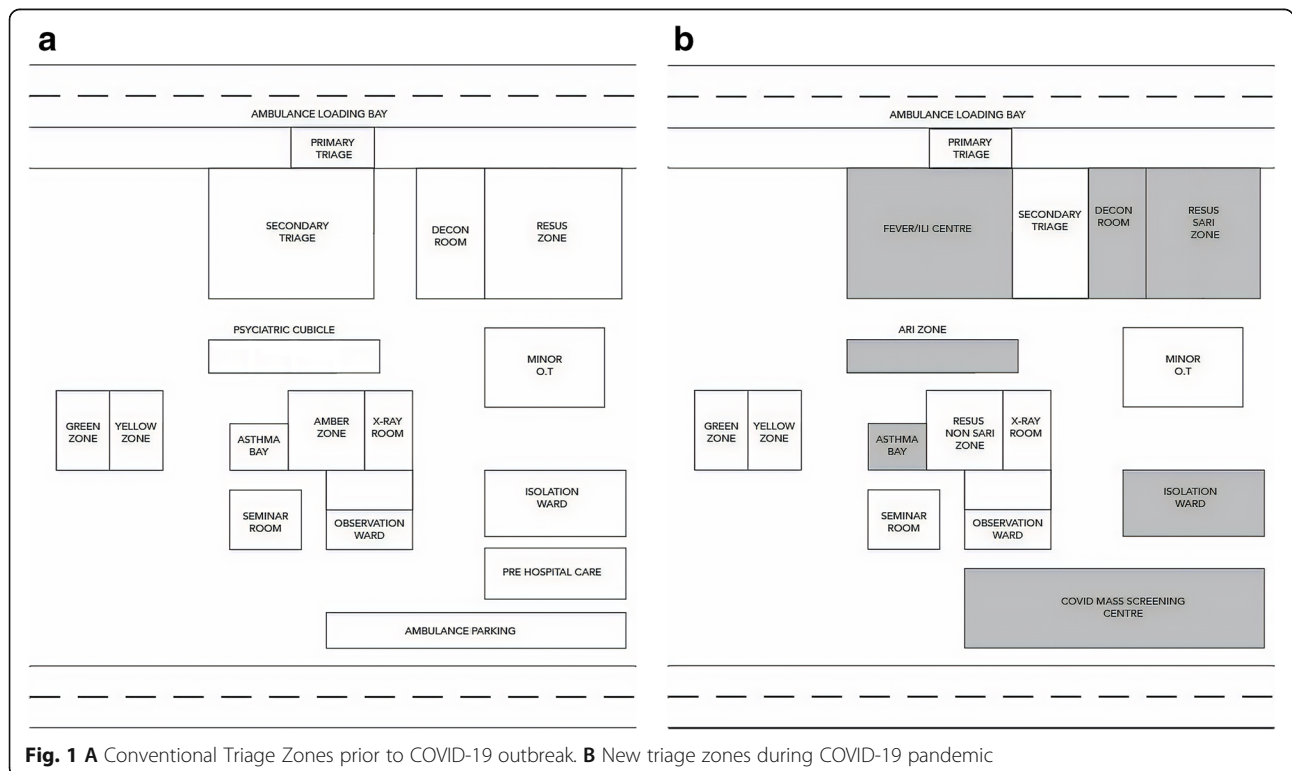 a
AMBULANCE LOADING BAY
PRIMARY
TRIAGE
SECONDARY
TRIAGE
DECON
ROOM
RESUS
ZONE
PSYCIATRIC CUBICLE
MINOR
O.T
GREEN
ZONE
YELLOW
ZONE
ASTHMA
BAY
AMBER
ZONE
X-RAY
ROOM
SEMINAR
ROOM
OBSERVATION
WARD
ISOLATION
WARD
PRE HOSPITAL CARE
AMBULANCE PARKING
b
AMBULANCE LOADING BAY
PRIMARY
TRIAGE
FEVER/ILI CENTRE
SECONDARY
TRIAGE
DECON
ROOM
RESUS
SARI
ZONE
ARI ZONE
MINOR
O.T
GREEN
ZONE
YELLOW
ZONE
ASTHMA
BAY
RESUS
NON SARI
ZONE
X-RAY
ROOM
SEMINAR
ROOM
OBSERVATION
WARD
ISOLATION
WARD
COVID MASS SCREENING
CENTRE
Fig. 1 A Conventional Triage Zones prior to COVID-19 outbreak. B New triage zones during COVID-19 pandemic